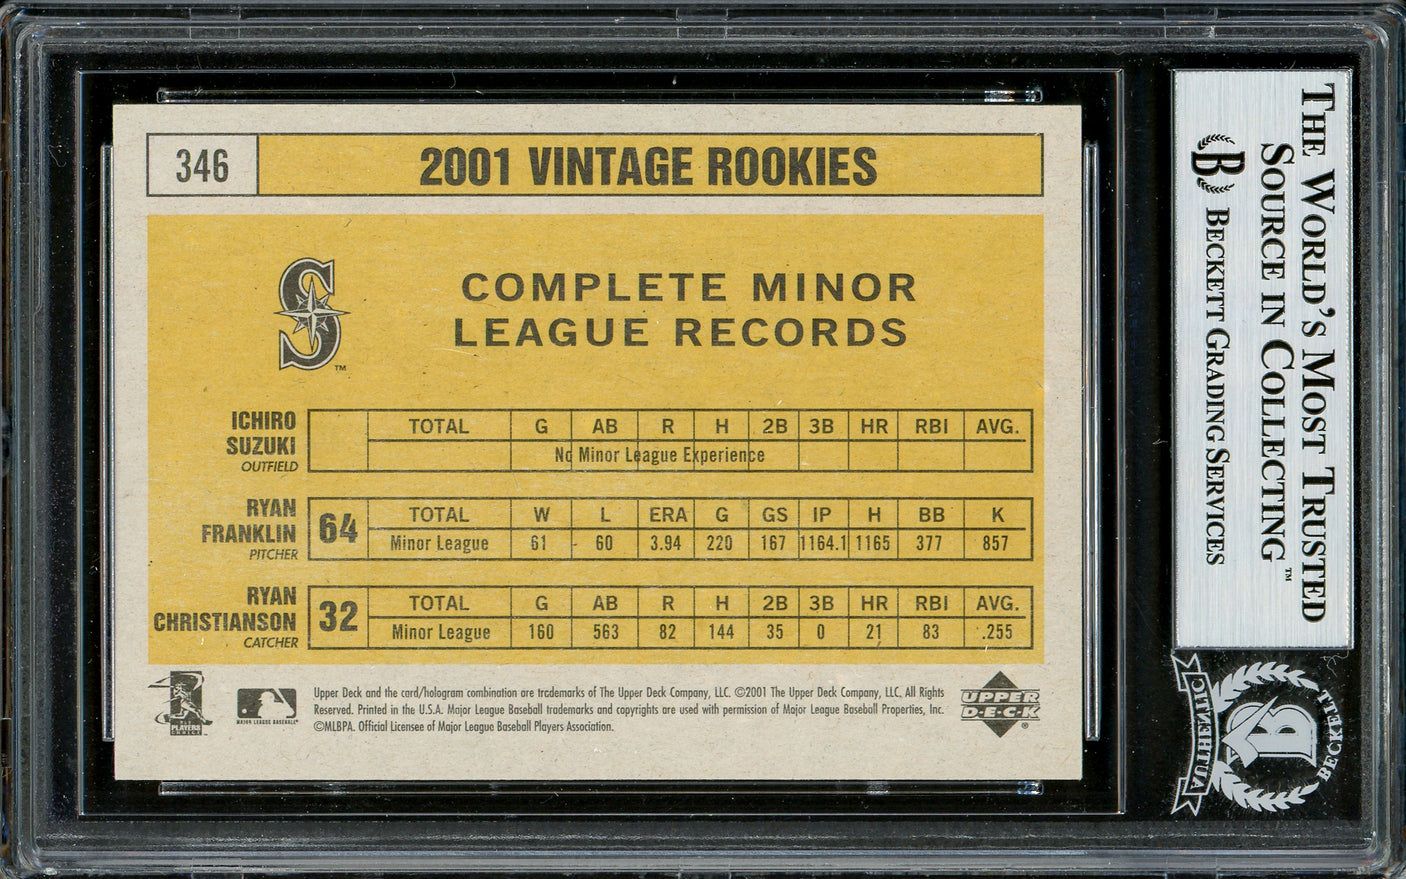 346
2001 VINTAGE ROOKIES
S
TM
COMPLETE MINOR
LEAGUE RECORDS
ICHIRO
SUZUKI
OUTFIELD
TOTAL G AB R H 2B 3B HR RBI AVG.
No Minor League Experience
RYAN
FRANKLIN
PITCHER
64
TOTAL W L ERA G GS IP H BB K
Minor League 61 60 3.94 220 167 1164.1 1165 377 857
RYAN
CHRISTIANSON
CATCHER
32
TOTAL G AB R H 2B 3B HR RBI AVG.
Minor League 160 563 82 144 35 0 21 83 .255
PLAYERS
CHOICE
MAJOR LEAGUE BASEBALL
Upper Deck and the card/hologram combination are trademarks of The Upper Deck Company, LLC. ©2001 The Upper Deck Company, LLC, All Rights
Reserved. Printed in the U.S.A. Major League Baseball trademarks and copyrights are used with permission of Major League Baseball Properties, Inc.
©MLBPA. Official Licensee of Major League Baseball Players Association.
UPPER
D·E·C·K
®
THE WORLD'S MOST TRUSTED
SOURCE IN COLLECTING™
B BECKETT GRADING SERVICES
B
BECKETT
AUTHENTIC